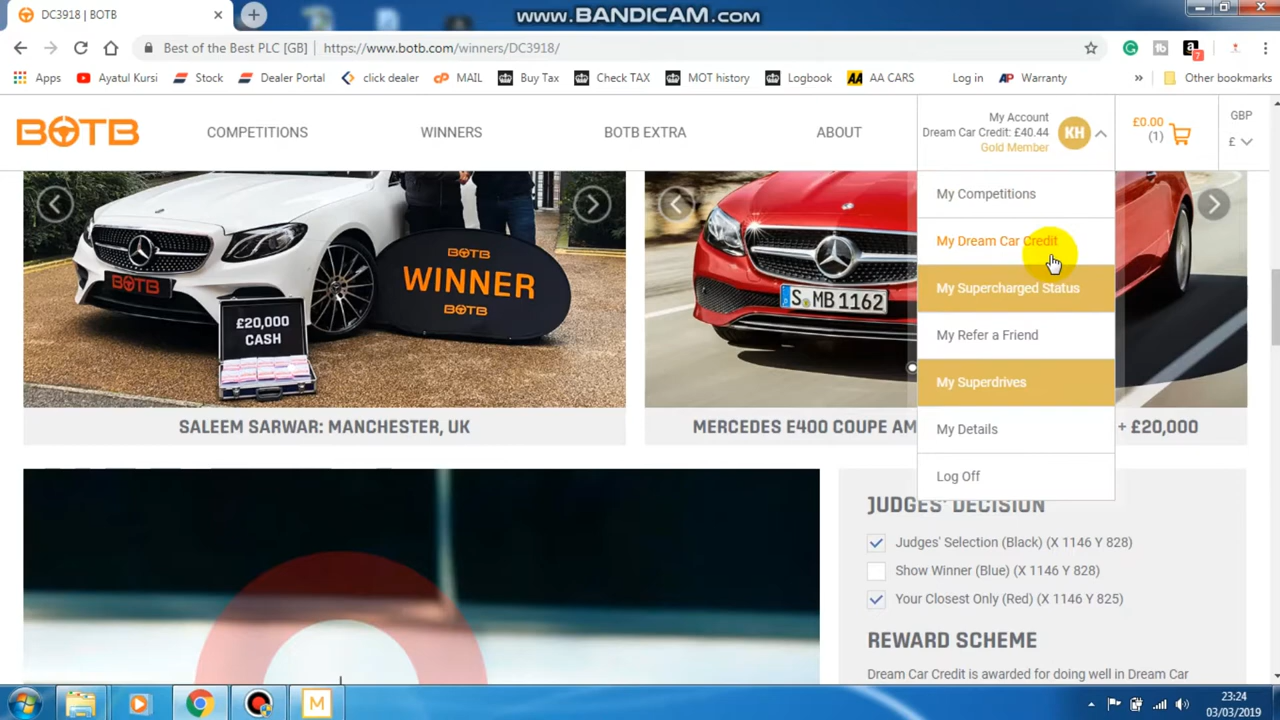 www.BANDICAM.com
DC3918 | BOTB
Best of the Best PLC [GB] | https://www.botb.com/winners/DC3918/
Apps
Ayatul Kursi
Stock
Dealer Portal
click dealer
MAIL
Buy Tax
Check TAX
MOT history
Logbook
AA CARS
Log in
Warranty
»
Other bookmarks
BOTB
COMPETITIONS
WINNERS
BOTB EXTRA
ABOUT
My Account
Dream Car Credit: £40.44
Gold Member
KH
£0.00
(1)
GBP
£
My Competitions
My Dream Car Credit
My Supercharged Status
My Refer a Friend
My Superdrives
My Details
Log Off
BOTB
WINNER
BOTB
BOTB
£20,000
CASH
S MB 1162
SALEEM SARWAR: MANCHESTER, UK
MERCEDES E400 COUPE AM
+ £20,000
JUDGES' DECISION
Judges' Selection (Black) (X 1146 Y 828)
Show Winner (Blue) (X 1146 Y 828)
Your Closest Only (Red) (X 1146 Y 825)
REWARD SCHEME
Dream Car Credit is awarded for doing well in Dream Car
23:24
03/03/2019